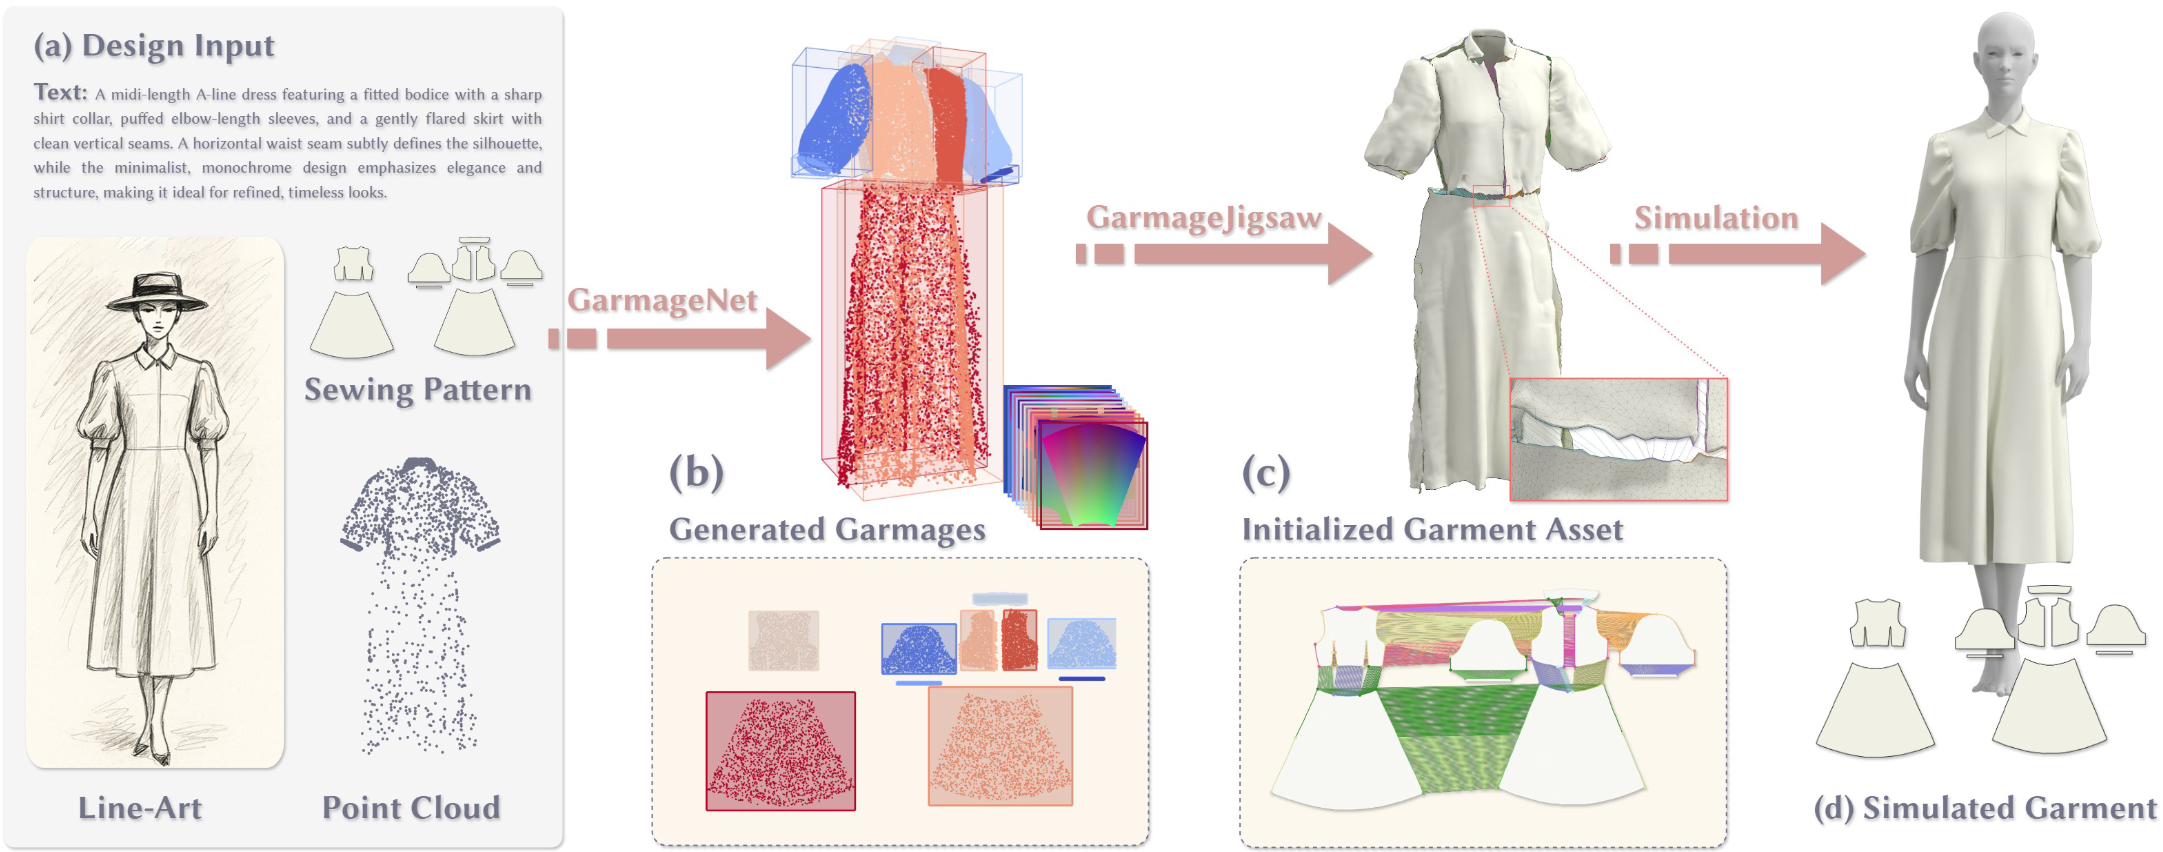 (a) Design Input
Text: A midi-length A-line dress featuring a fitted bodice with a sharp
shirt collar, puffed elbow-length sleeves, and a gently flared skirt with
clean vertical seams. A horizontal waist seam subtly defines the silhouette,
while the minimalist, monochrome design emphasizes elegance and
structure, making it ideal for refined, timeless looks.
Sewing Pattern
Line-Art
Point Cloud
GarmageNet
(b)
Generated Garmages
GarmageJigsaw
(c)
Initialized Garment Asset
Simulation
(d) Simulated Garment